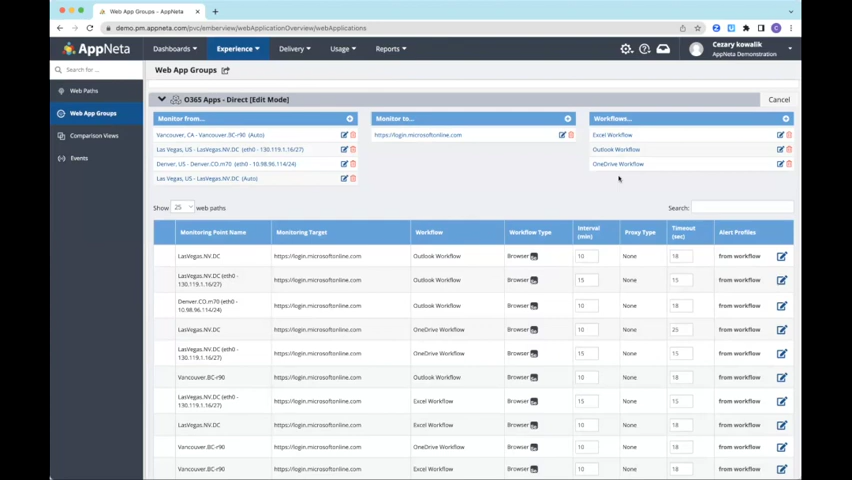 App Groups - AppNeta Perform
demo.pm.appneta.com/pvc/emberview/webApplicationOverview/webApplications
AppNeta
Dashboards
Experience
Delivery
Usage
Reports
Cezary kowalik
AppNeta Demonstration
Search for ...
Web Paths
Web App Groups
Comparison Views
Events
Web App Groups
O365 Apps - Direct [Edit Mode]
Cancel
Monitor from...
Vancouver, CA - Vancouver.BC-r90 (Auto)
Las Vegas, US - LasVegas.NV.DC (eth0 - 130.119.1.16/27)
Denver, US - Denver.CO.m70 (eth0 - 10.98.96.114/24)
Las Vegas, US - LasVegas.NV.DC (Auto)
Monitor to...
https://login.microsoftonline.com
Workflows...
Excel Workflow
Outlook Workflow
OneDrive Workflow
Show 25 web paths
Search:
Monitoring Point Name Monitoring Target Workflow Workflow Type Interval (min) Proxy Type Timeout (sec) Alert Profiles
LasVegas.NV.DC https://login.microsoftonline.com Outlook Workflow Browser 10 None 18 from workflow
LasVegas.NV.DC (eth0 -
130.119.1.16/27) https://login.microsoftonline.com Outlook Workflow Browser 15 None 15 from workflow
Denver.CO.m70 (eth0 -
10.98.96.114/24) https://login.microsoftonline.com Outlook Workflow Browser 10 None 18 from workflow
LasVegas.NV.DC https://login.microsoftonline.com OneDrive Workflow Browser 10 None 25 from workflow
LasVegas.NV.DC (eth0 -
130.119.1.16/27) https://login.microsoftonline.com OneDrive Workflow Browser 15 None 15 from workflow
Vancouver.BC-r90 https://login.microsoftonline.com Outlook Workflow Browser 10 None 18 from workflow
LasVegas.NV.DC (eth0 -
130.119.1.16/27) https://login.microsoftonline.com Excel Workflow Browser 15 None 15 from workflow
LasVegas.NV.DC https://login.microsoftonline.com Excel Workflow Browser 10 None 18 from workflow
Vancouver.BC-r90 https://login.microsoftonline.com OneDrive Workflow Browser 10 None 18 from workflow
Vancouver.BC-r90 https://login.microsoftonline.com Excel Workflow Browser 10 None 18 from workflow